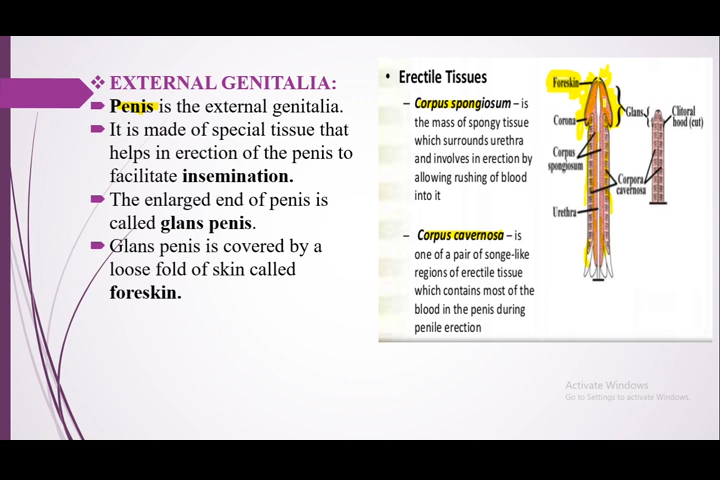 ❖ EXTERNAL GENITALIA:
Penis is the external genitalia.
It is made of special tissue that
helps in erection of the penis to
facilitate insemination.
The enlarged end of penis is
called glans penis.
Glans penis is covered by a
loose fold of skin called
foreskin.
• Erectile Tissues
– Corpus spongiosum – is
the mass of spongy tissue
which surrounds urethra
and involves in erection by
allowing rushing of blood
into it
– Corpus cavernosa – is
one of a pair of songe-like
regions of erectile tissue
which contains most of the
blood in the penis during
penile erection
Foreskin
Glans
Clitoral
hood (cut)
Corona
Corpus
spongiosum
Corpora
cavernosa
Urethra
Activate Windows
Go to Settings to activate Windows.